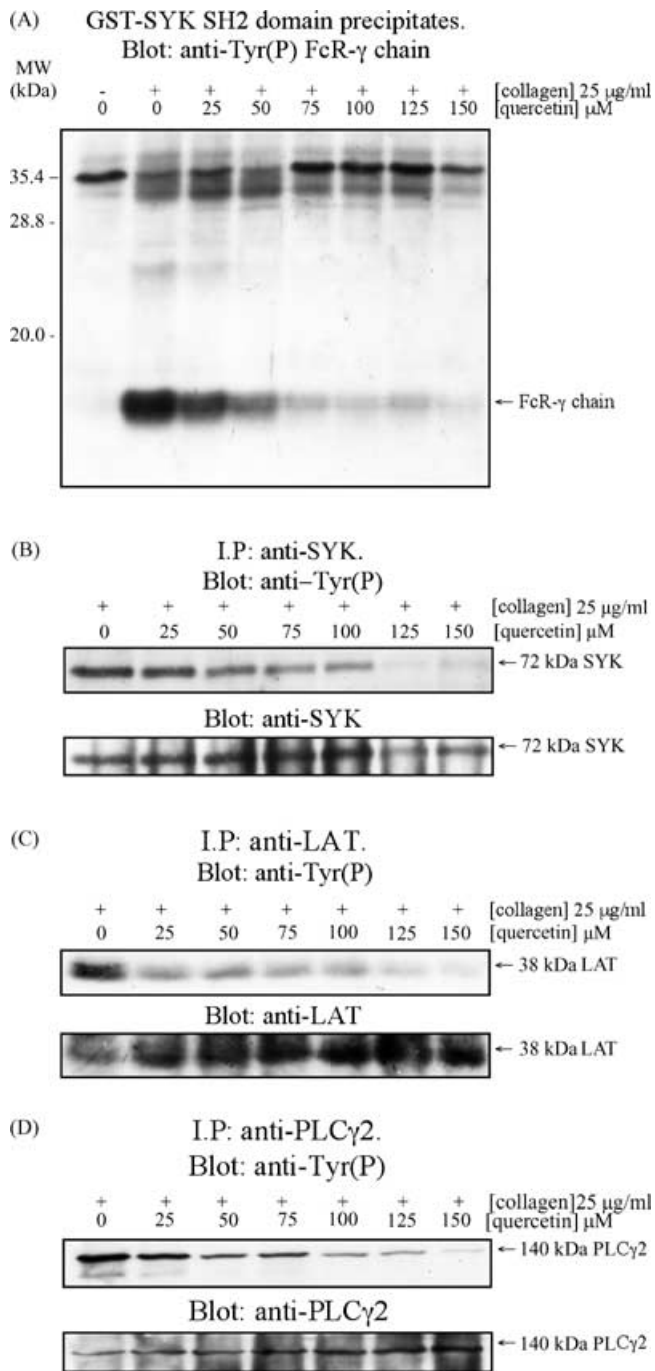 (A) GST-SYK SH2 domain precipitates.
Blot: anti-Tyr(P) FcR-γ chain
MW
(kDa)
- + + + + + + + [collagen] 25 μg/ml
0 0 25 50 75 100 125 150 [quercetin] μM
35.4 –
28.8 -
20.0 -
← FcR-γ chain
(B) I.P: anti-SYK.
Blot: anti–Tyr(P)
+ + + + + + + [collagen] 25 μg/ml
0 25 50 75 100 125 150 [quercetin] μM
← 72 kDa SYK
Blot: anti-SYK
← 72 kDa SYK
(C) I.P: anti-LAT.
Blot: anti-Tyr(P)
+ + + + + + + [collagen] 25 μg/ml
0 25 50 75 100 125 150 [quercetin] μM
← 38 kDa LAT
Blot: anti-LAT
← 38 kDa LAT
(D) I.P: anti-PLCγ2.
Blot: anti-Tyr(P)
+ + + + + + + [collagen]25 μg/ml
0 25 50 75 100 125 150 [quercetin] μM
← 140 kDa PLCγ2
Blot: anti-PLCγ2
← 140 kDa PLCγ2